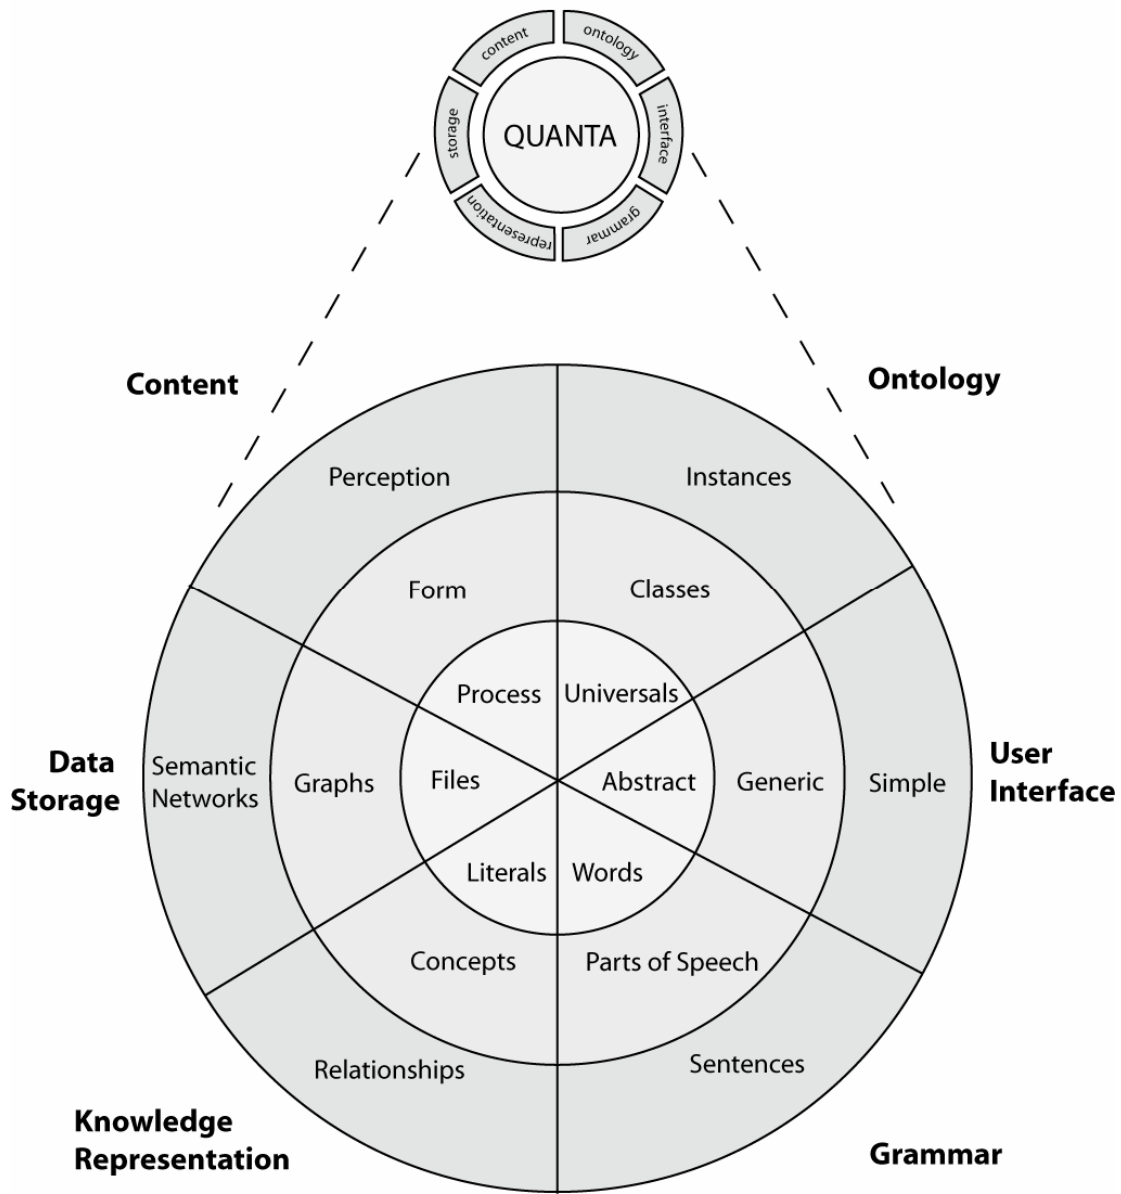 content
ontology
storage
QUANTA
interface
representation
grammar
Content
Ontology
Perception
Instances
Form
Classes
Process
Universals
Data
Storage
Semantic
Networks
Graphs
Files
Abstract
Generic
Simple
User
Interface
Literals
Words
Concepts
Parts of Speech
Relationships
Sentences
Knowledge
Representation
Grammar